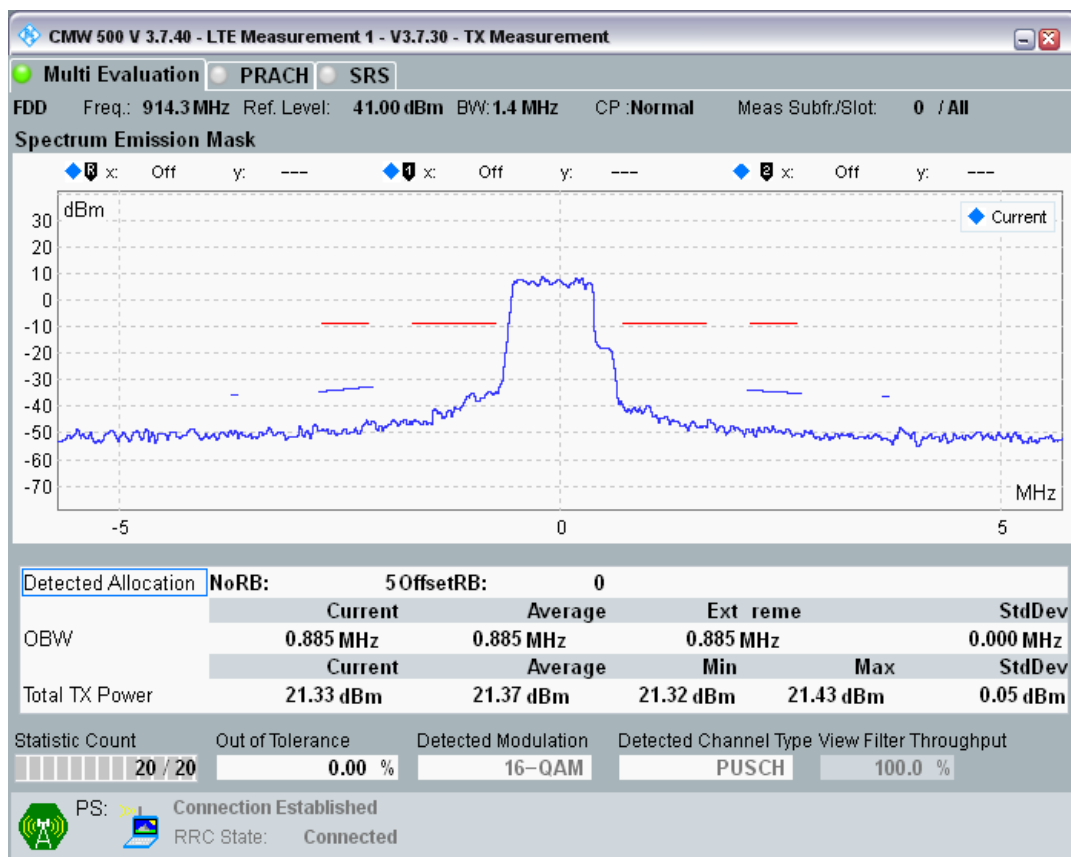 CMW 500 V 3.7.40 - LTE Measurement 1 - V3.7.30 - TX Measurement
Multi Evaluation PRACH SRS
FDD Freq.: 914.3 MHz Ref. Level: 41.00 dBm BW: 1.4 MHz CP :Normal Meas Subfr./Slot: 0 / All
Spectrum Emission Mask
R x: Off y: --- 1 x: Off y: --- 2 x: Off y: ---
dBm
Current
30
20
10
0
-10
-20
-30
-40
-50
-60
-70
MHz
-5 0 5
Detected Allocation NoRB: 5 OffsetRB: 0
Current Average Ext reme StdDev
OBW 0.885 MHz 0.885 MHz 0.885 MHz 0.000 MHz
Current Average Min Max StdDev
Total TX Power 21.33 dBm 21.37 dBm 21.32 dBm 21.43 dBm 0.05 dBm
Statistic Count Out of Tolerance Detected Modulation Detected Channel Type View Filter Throughput
20 / 20 0.00 % 16-QAM PUSCH 100.0 %
PS: Connection Established
RRC State: Connected